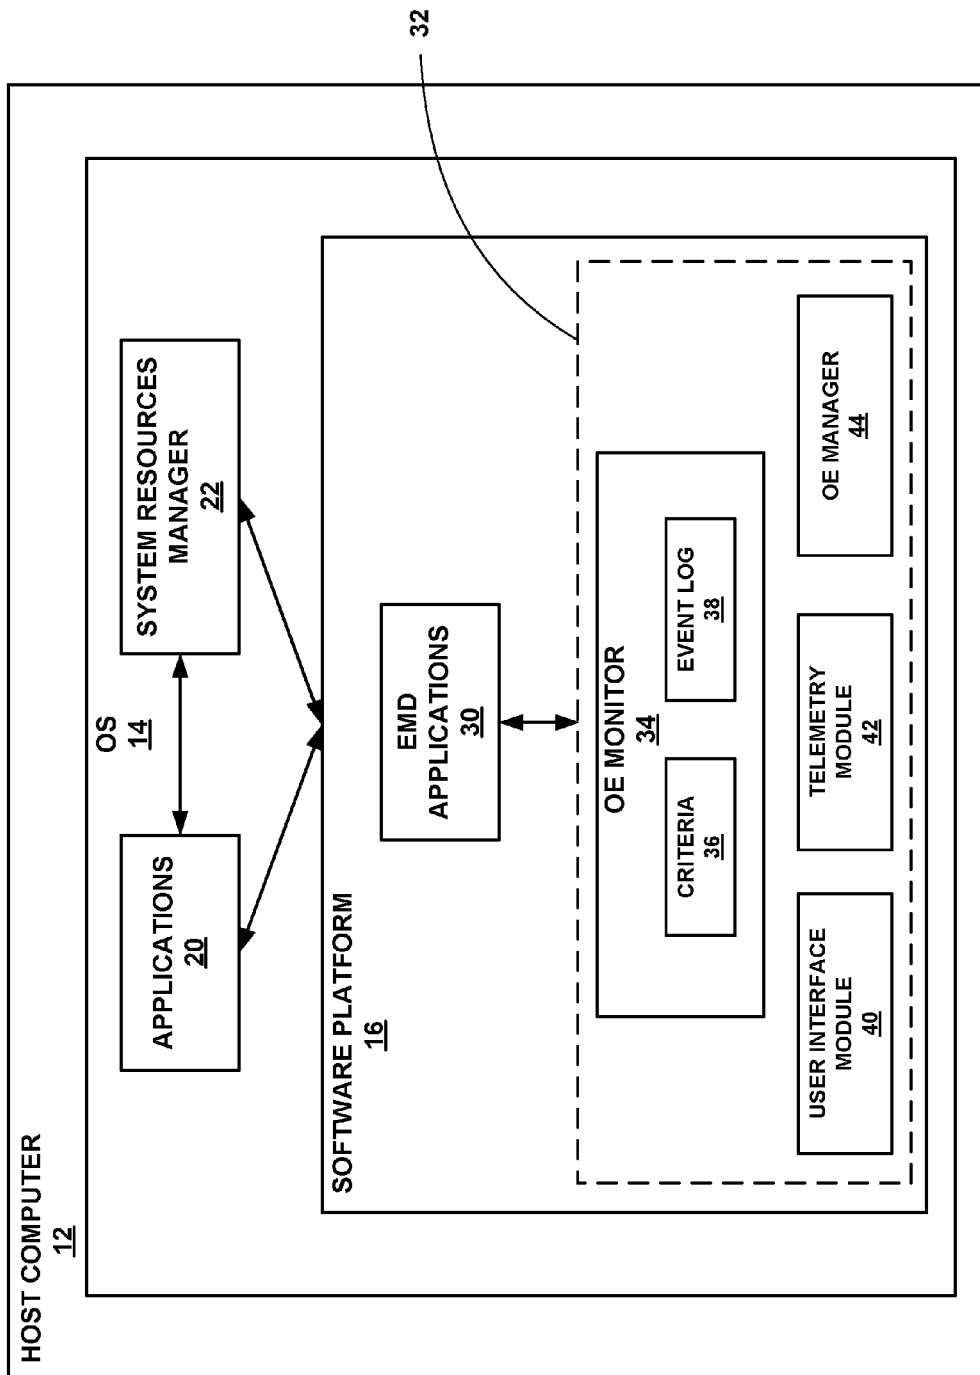 HOST COMPUTER
12
OS
14
APPLICATIONS
20
SYSTEM RESOURCES
MANAGER
22
SOFTWARE PLATFORM
16
EMD
APPLICATIONS
30
32
OE MONITOR
34
CRITERIA
36
EVENT LOG
38
USER INTERFACE
MODULE
40
TELEMETRY
MODULE
42
OE MANAGER
44